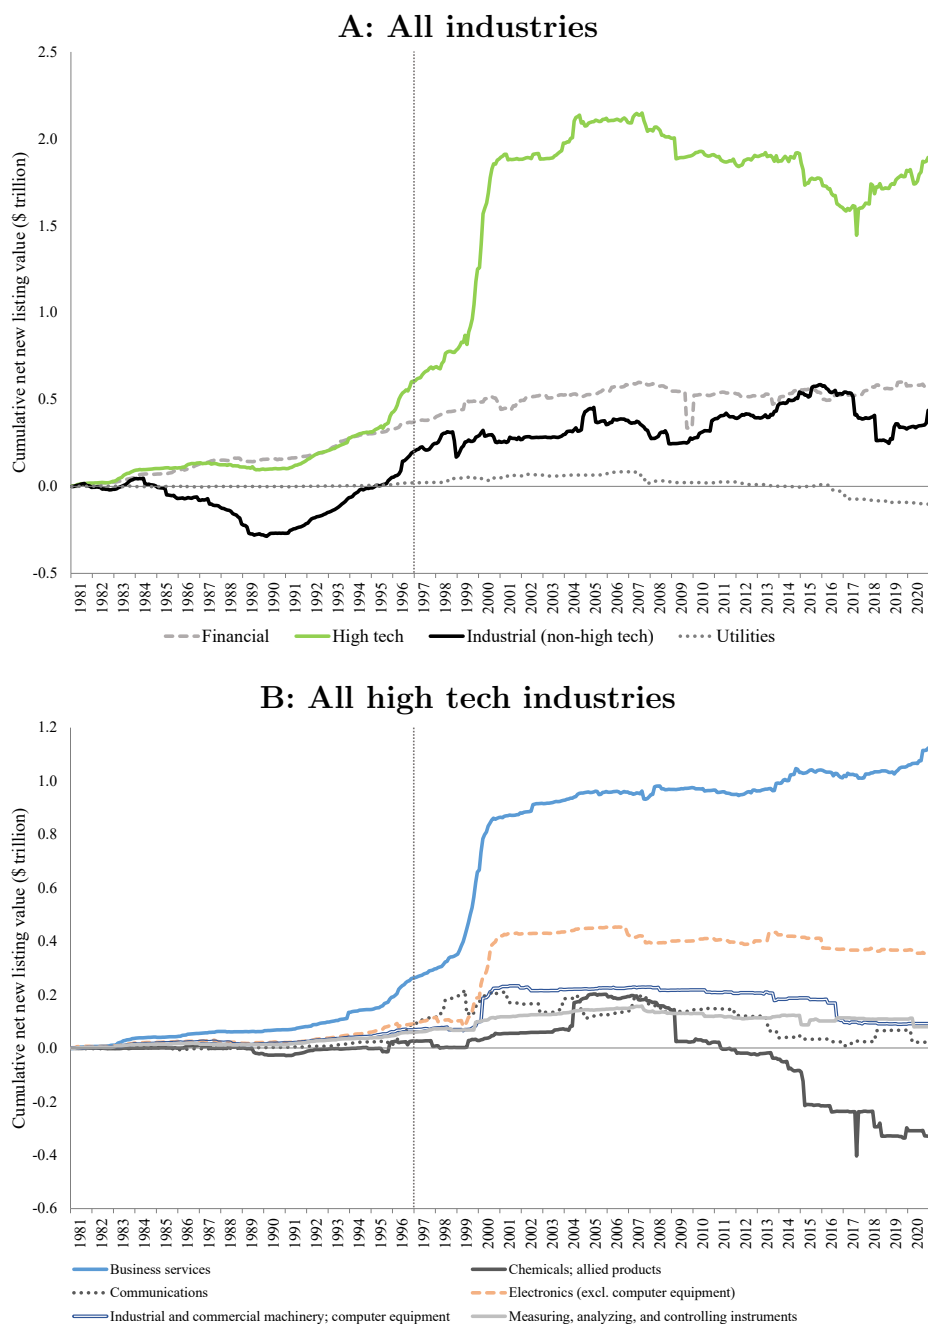 A: All industries
Cumulative net new listing value ($ trillion)
2.5
2.0
1.5
1.0
0.5
0.0
-0.5
1981 1982 1983 1984 1985 1986 1987 1988 1989 1990 1991 1992 1993 1994 1995 1996 1997 1998 1999 2000 2001 2002 2003 2004 2005 2006 2007 2008 2009 2010 2011 2012 2013 2014 2015 2016 2017 2018 2019 2020
Financial High tech Industrial (non-high tech) Utilities
B: All high tech industries
Cumulative net new listing value ($ trillion)
1.2
1.0
0.8
0.6
0.4
0.2
0.0
-0.2
-0.4
-0.6
1981 1982 1983 1984 1985 1986 1987 1988 1989 1990 1991 1992 1993 1994 1995 1996 1997 1998 1999 2000 2001 2002 2003 2004 2005 2006 2007 2008 2009 2010 2011 2012 2013 2014 2015 2016 2017 2018 2019 2020
Business services Chemicals; allied products
Communications Electronics (excl. computer equipment)
Industrial and commercial machinery; computer equipment Measuring, analyzing, and controlling instruments